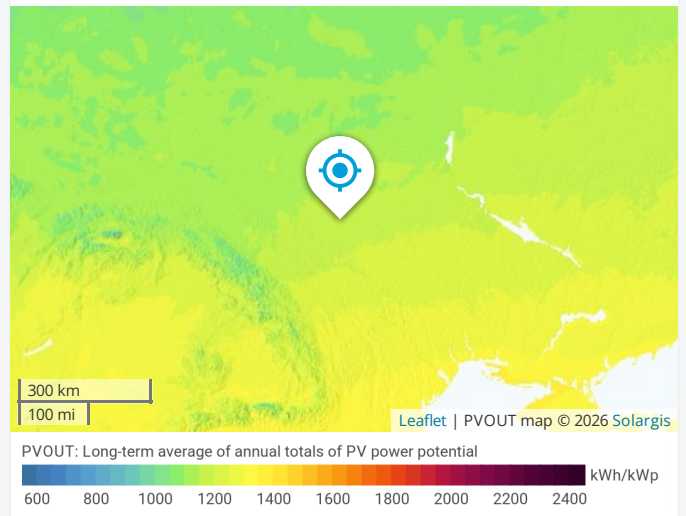 300 km
100 mi
Leaflet | PVOUT map © 2026 Solargis
PVOUT: Long-term average of annual totals of PV power potential
kWh/kWp
600 800 1000 1200 1400 1600 1800 2000 2200 2400